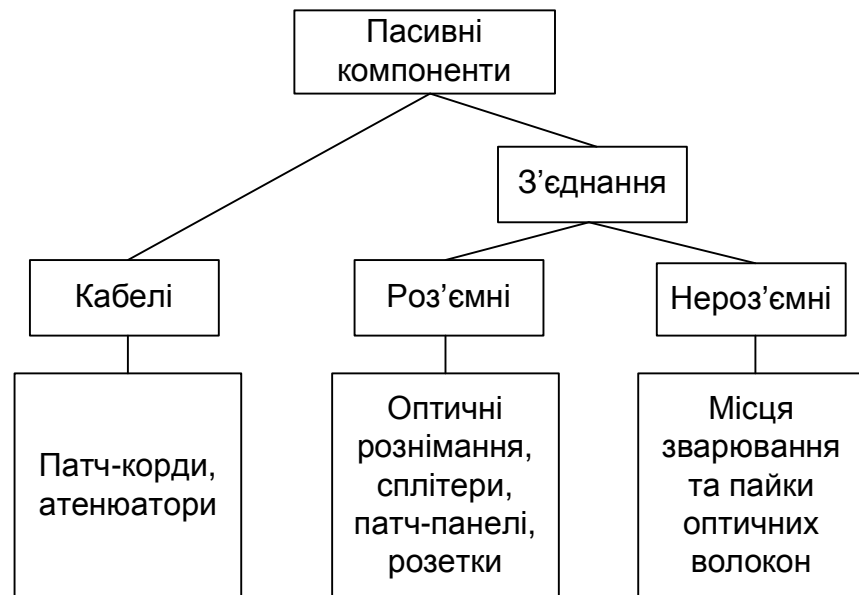 Пасивні
компоненти
З’єднання
Кабелі
Роз’ємні
Нероз’ємні
Патч-корди,
атенюатори
Оптичні
рознімання,
сплітери,
патч-панелі,
розетки
Місця
зварювання
та пайки
оптичних
волокон